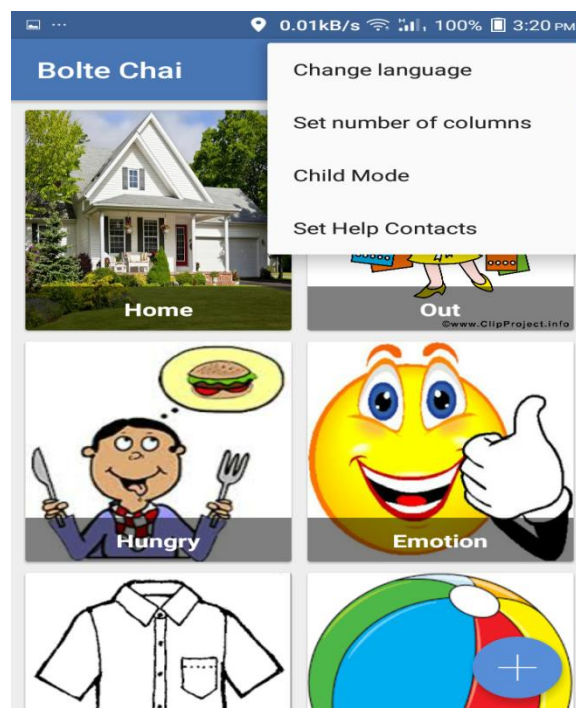 0.01kB/s 100% 3:20 PM
Bolte Chai
Change language
Set number of columns
Child Mode
Set Help Contacts
Home
Out
©www.ClipProject.info
Hungry
Emotion